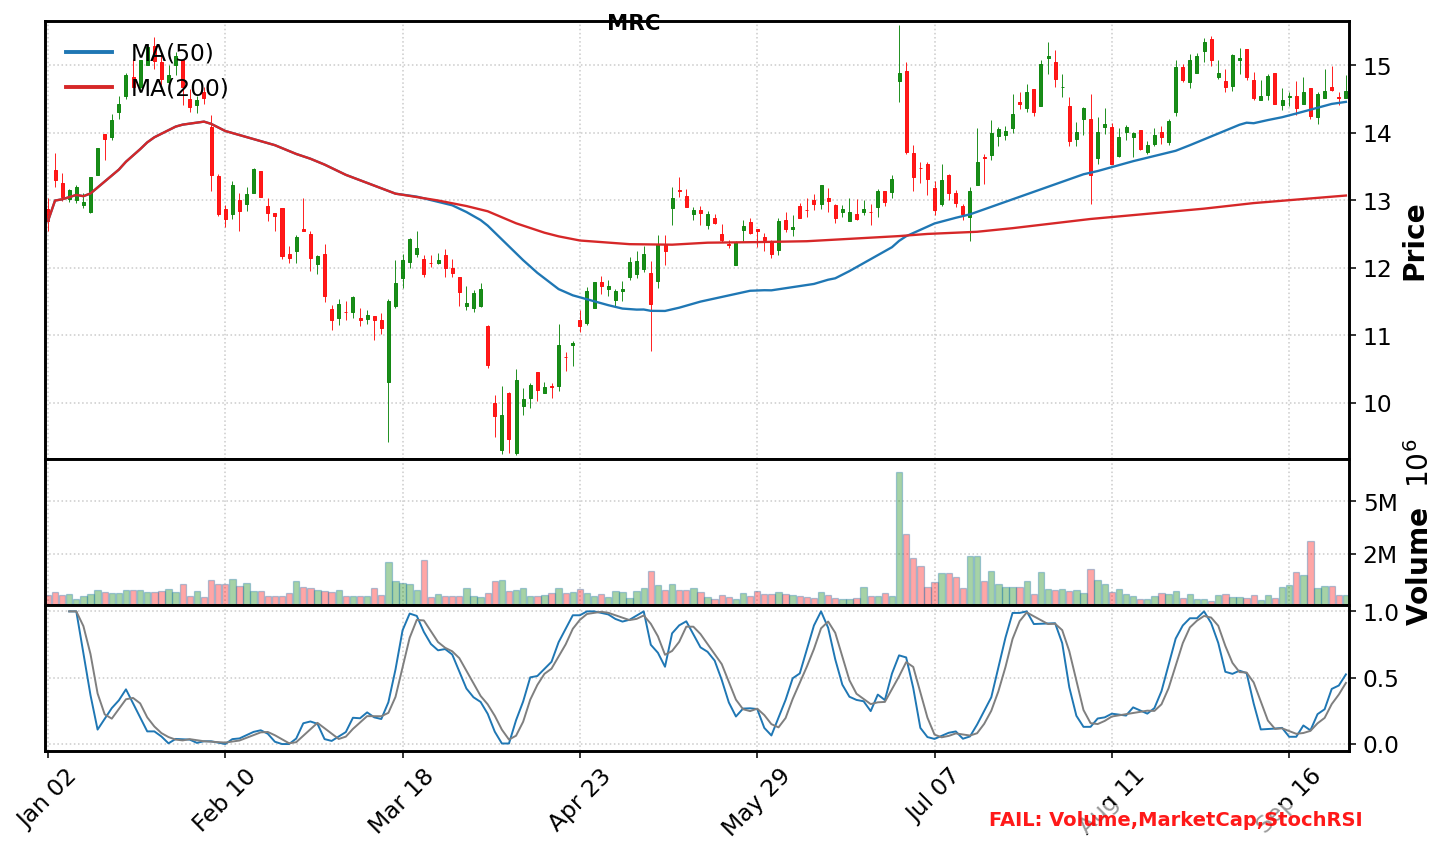 MRC
MA(50)
MA(200)
15
14
13
12
11
10
Price
5M
2M
Volume 10^6
1.0
0.5
0.0
Jan 02
Feb 10
Mar 18
Apr 23
May 29
Jul 07
Aug 11
Sep 16
FAIL: Volume,MarketCap,StochRSI